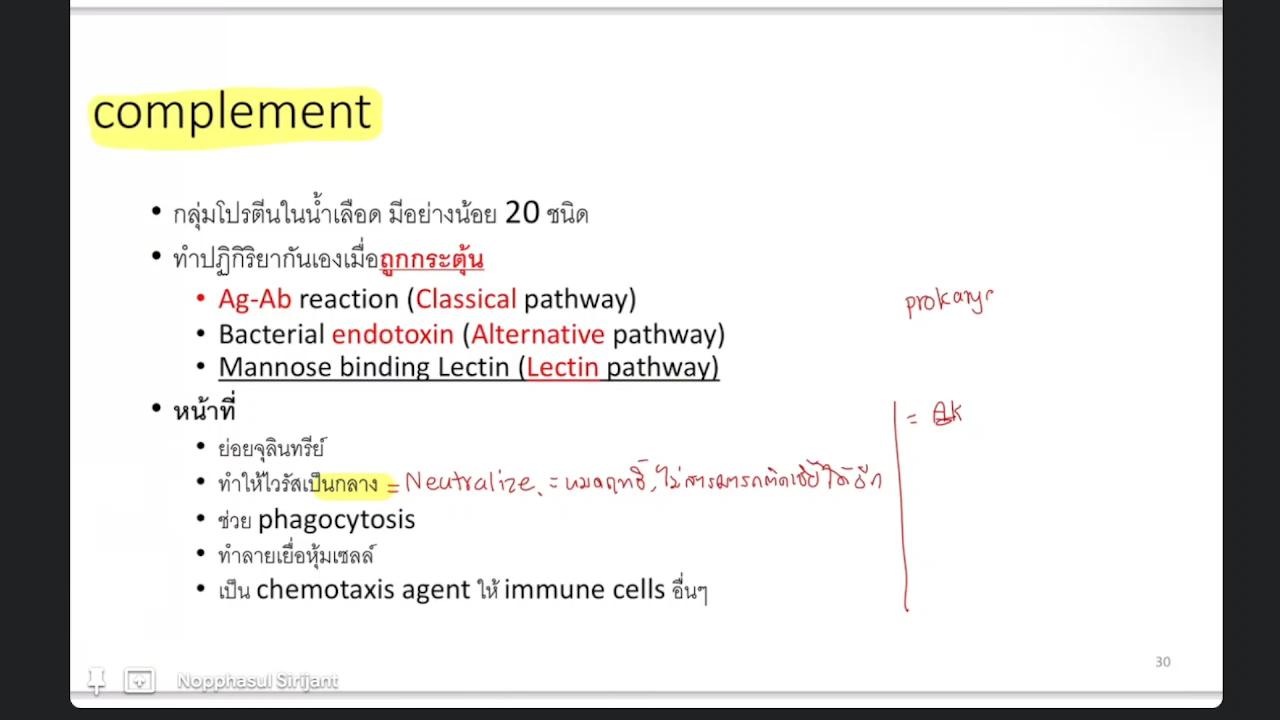 complement
• กลุ่มโปรตีนในน้ำเลือด มีอย่างน้อย 20 ชนิด
• ทำปฏิกิริยากันเองเมื่อถูกกระตุ้น
• Ag-Ab reaction (Classical pathway)
prokaryo
• Bacterial endotoxin (Alternative pathway)
• Mannose binding Lectin (Lectin pathway)
• หน้าที่
• ย่อยจุลินทรีย์
• ทำให้ไวรัสเป็นกลาง = Neutralize = หมดฤทธิ์, ไม่สามารถติดเชื้อได้อีก
• ช่วย phagocytosis
• ทำลายเยื่อหุ้มเซลล์
• เป็น chemotaxis agent ให้ immune cells อื่นๆ
30
Nopphasul Sirijant